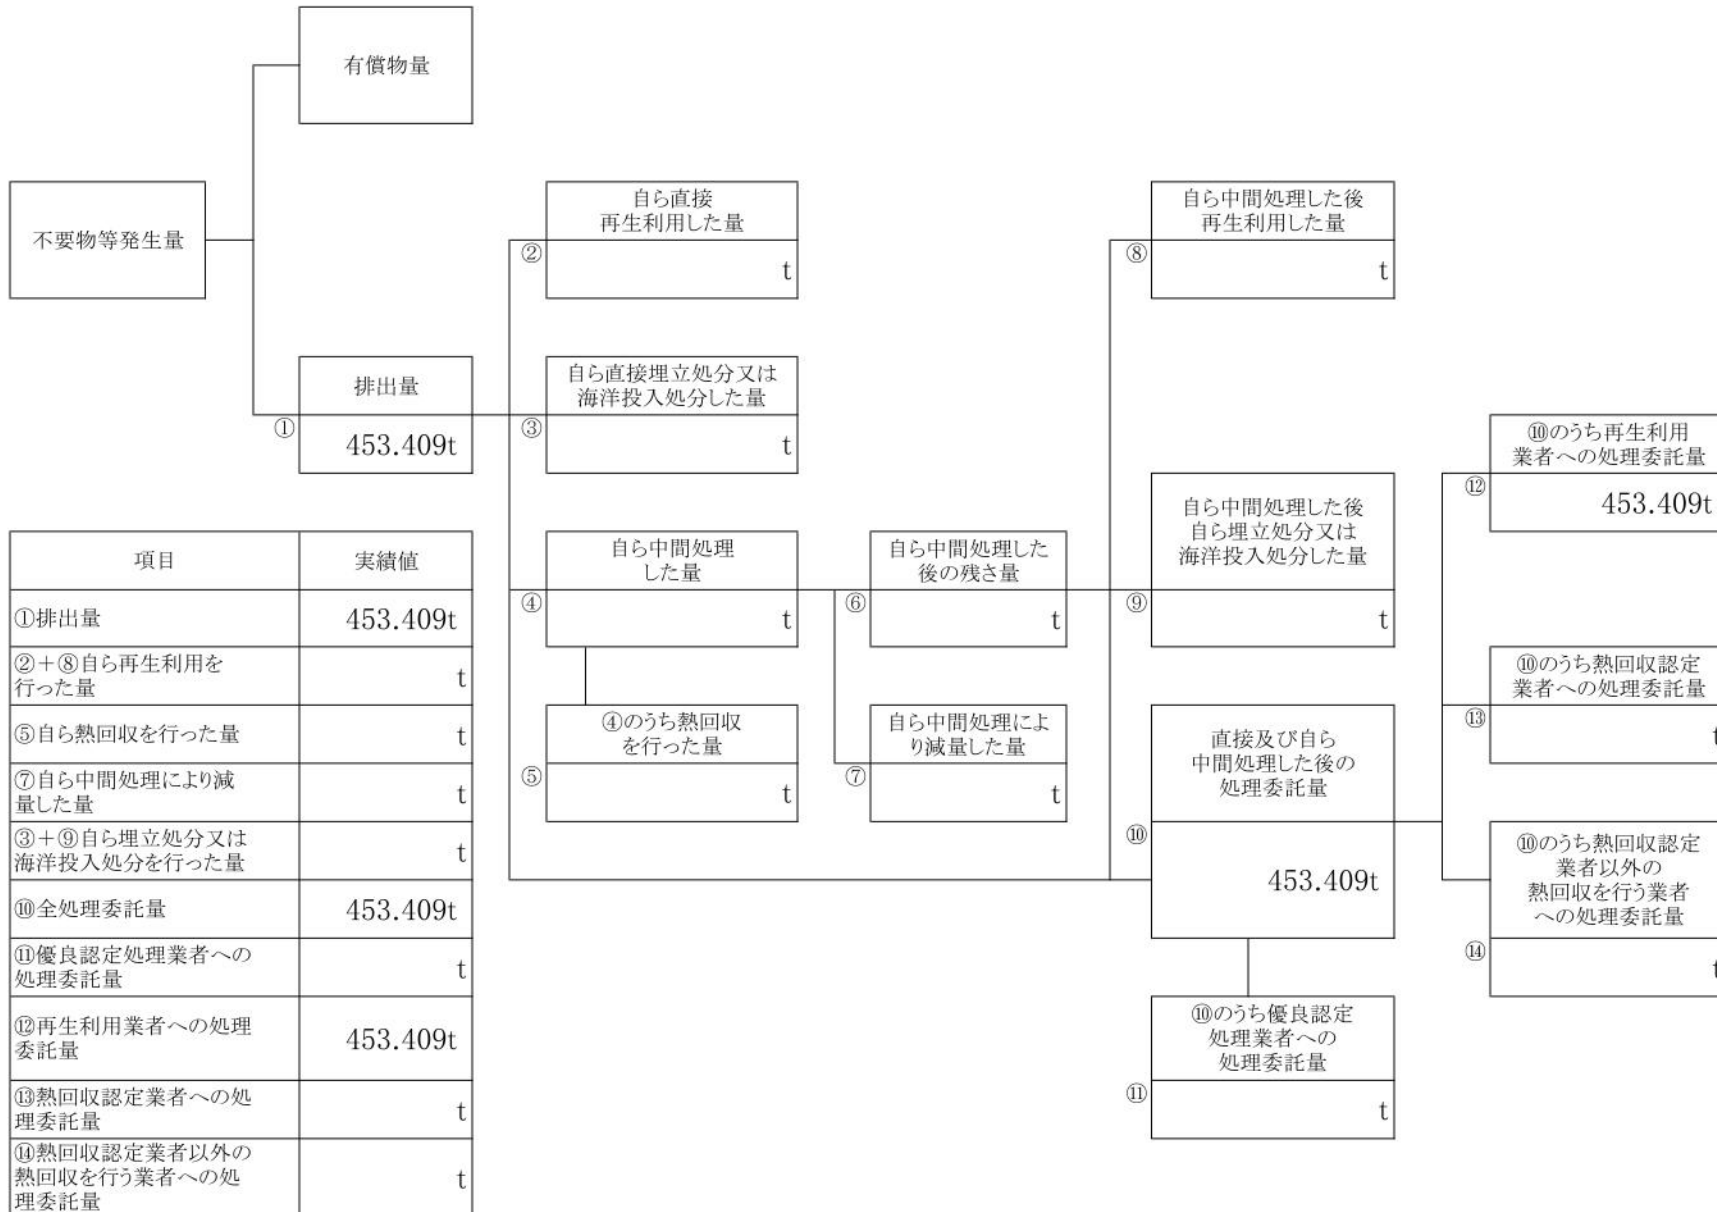 有償物量
不要物等発生量
自ら直接
再生利用した量
②
t
自ら中間処理した後
再生利用した量
⑧
t
排出量
①
453.409t
自ら直接埋立処分又は
海洋投入処分した量
③
t
⑩のうち再生利用
業者への処理委託量
⑫
453.409t
自ら中間処理
した量
④
t
自ら中間処理した
後の残さ量
⑥
t
自ら中間処理した後
自ら埋立処分又は
海洋投入処分した量
⑨
t
⑩のうち熱回収認定
業者への処理委託量
⑬
t
④のうち熱回収
を行った量
⑤
t
自ら中間処理によ
り減量した量
⑦
t
直接及び自ら
中間処理した後の
処理委託量
⑩
453.409t
⑩のうち熱回収認定
業者以外の
熱回収を行う業者
への処理委託量
⑭
t
⑩のうち優良認定
処理業者への
処理委託量
⑪
t
項目 実績値
①排出量 453.409t
②+⑧自ら再生利用を
行った量 t
⑤自ら熱回収を行った量 t
⑦自ら中間処理により減
量した量 t
③+⑨自ら埋立処分又は
海洋投入処分を行った量 t
⑩全処理委託量 453.409t
⑪優良認定処理業者への
処理委託量 t
⑫再生利用業者への処理
委託量 453.409t
⑬熱回収認定業者への処
理委託量 t
⑭熱回収認定業者以外の
熱回収を行う業者への処
理委託量 t